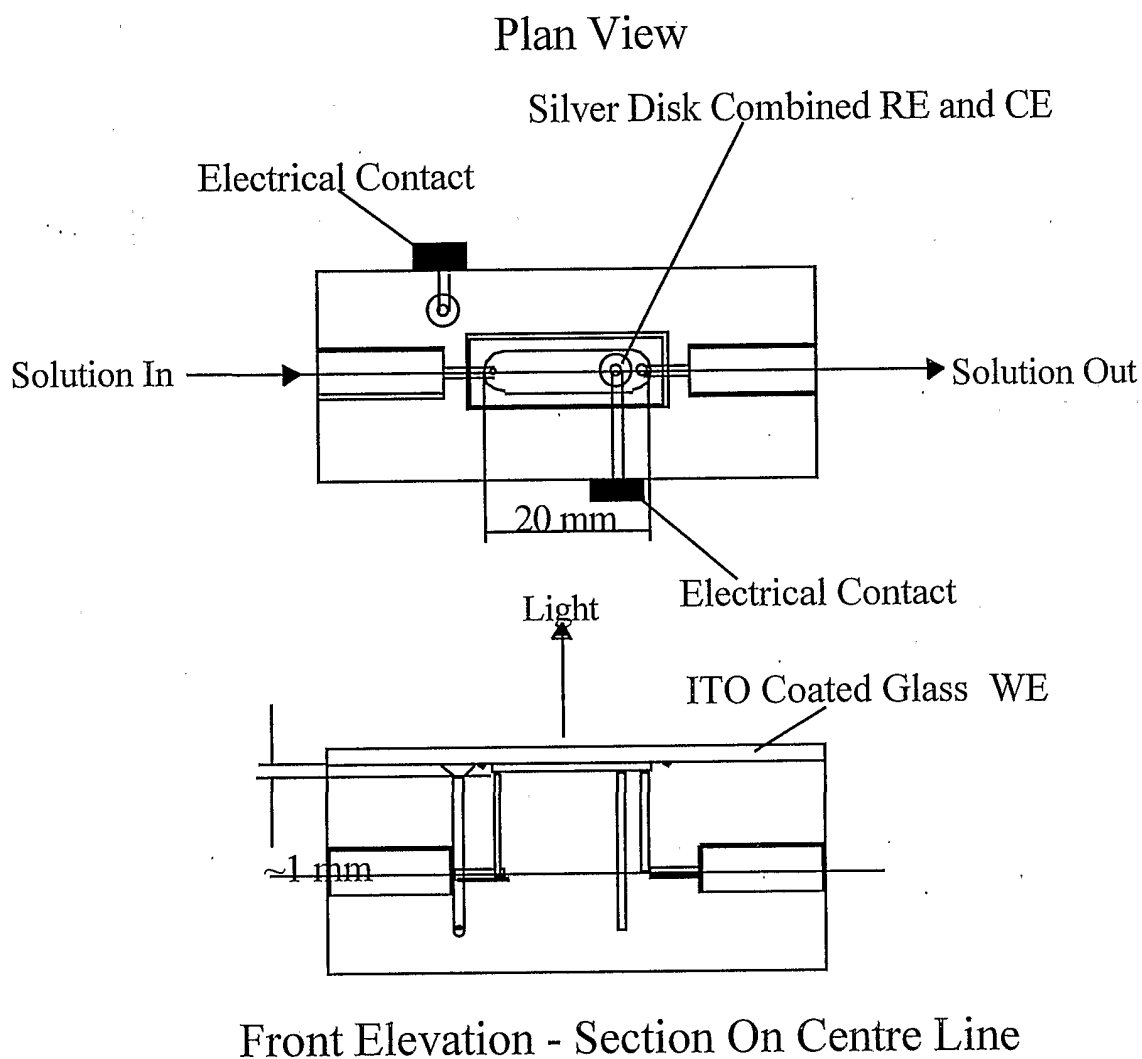 Plan View
Silver Disk Combined RE and CE
Electrical Contact
Solution In
Solution Out
20 mm
Electrical Contact
Light
ITO Coated Glass WE
~1 mm
Front Elevation - Section On Centre Line